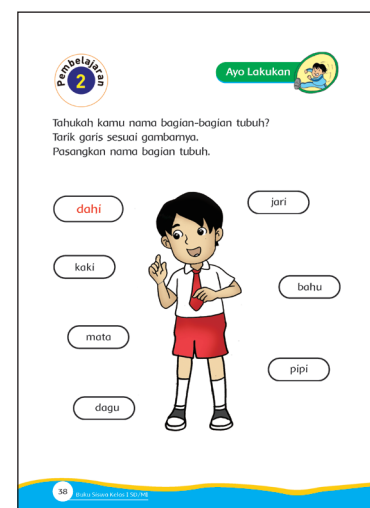 Pembelajaran
2
Ayo Lakukan
Tahukah kamu nama bagian-bagian tubuh?
Tarik garis sesuai gambarnya.
Pasangkan nama bagian tubuh.
dahi
jari
kaki
bahu
mata
pipi
dagu
38 Buku Siswa Kelas I SD/MI